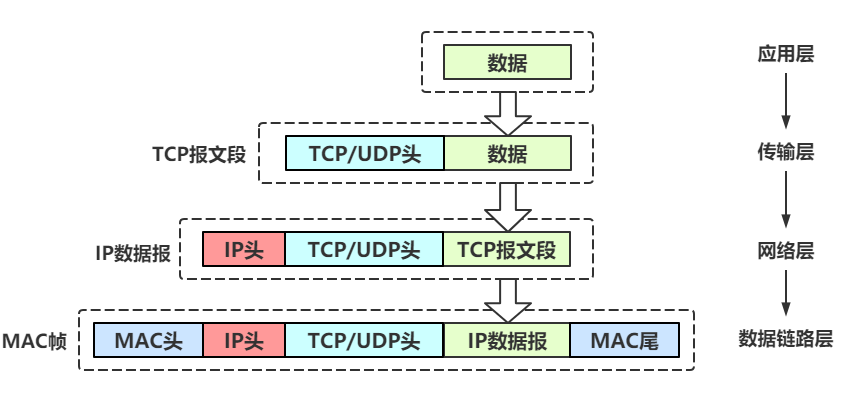 数据
应用层
TCP报文段
TCP/UDP头
数据
传输层
IP数据报
IP头
TCP/UDP头
TCP报文段
网络层
MAC帧
MAC头
IP头
TCP/UDP头
IP数据报
MAC尾
数据链路层